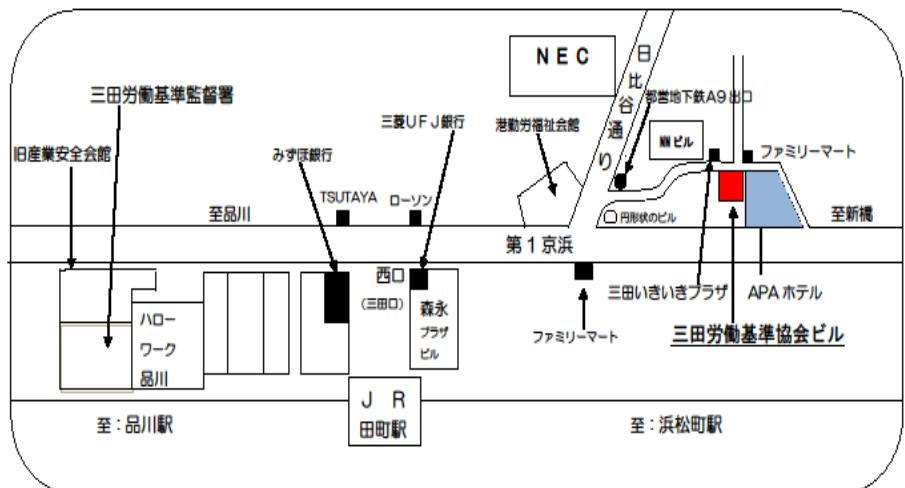 NEC
日比谷通り
三田労働基準監督署
都営地下鉄A9出口
三菱UFJ銀行
港勤労福祉会館
NNビル
ファミリーマート
旧産業安全会館
みずほ銀行
TSUTAYA
ローソン
至品川
円形状のビル
至新橋
第1京浜
西口
(三田口)
三田いきいきプラザ
APAホテル
森永
プラザ
ビル
ファミリーマート
三田労働基準協会ビル
ハロー
ワーク
品川
JR
田町駅
至:品川駅
至:浜松町駅